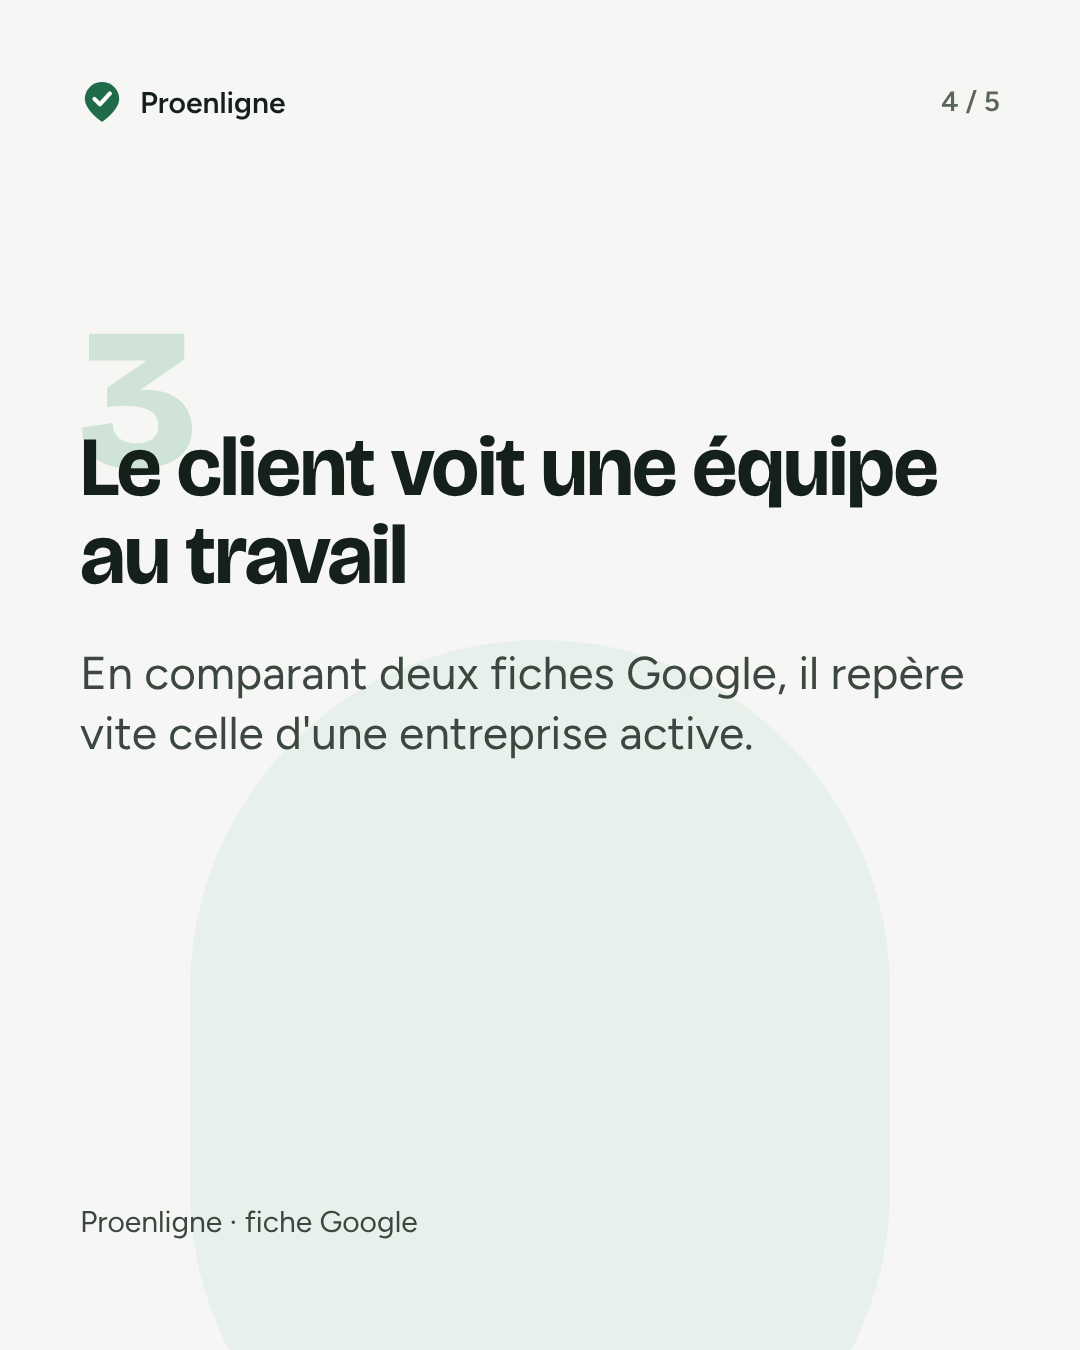 Proenligne
4 / 5
3
Le client voit une équipe
au travail
En comparant deux fiches Google, il repère
vite celle d'une entreprise active.
Proenligne · fiche Google